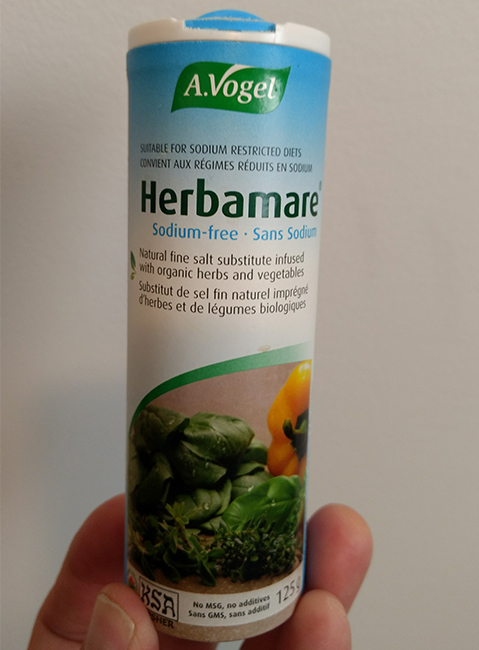 A.Vogel
SUITABLE FOR SODIUM RESTRICTED DIETS
CONVIENT AUX RÉGIMES RÉDUITS EN SODIUM
Herbamare®
Sodium-free · Sans Sodium
Natural fine salt substitute infused
with organic herbs and vegetables
Substitut de sel fin naturel imprégné
d'herbes et de légumes biologiques
KSA
No MSG, no additives
Sans GMS, sans additif
125g